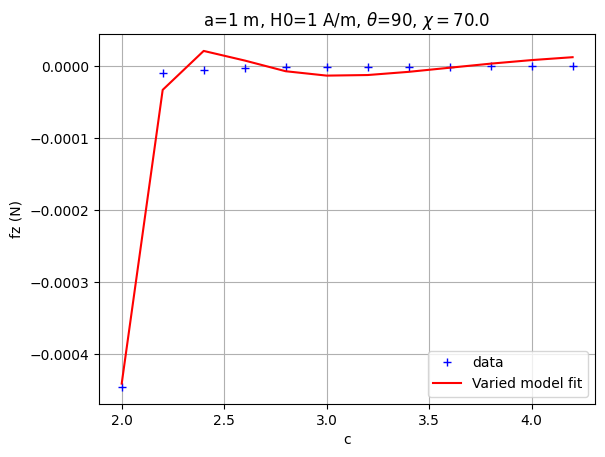 a=1 m, H0=1 A/m, θ=90, χ = 70.0
fz (N)
0.0000
−0.0001
−0.0002
−0.0003
−0.0004
2.0 2.5 3.0 3.5 4.0
c
data
Varied model fit